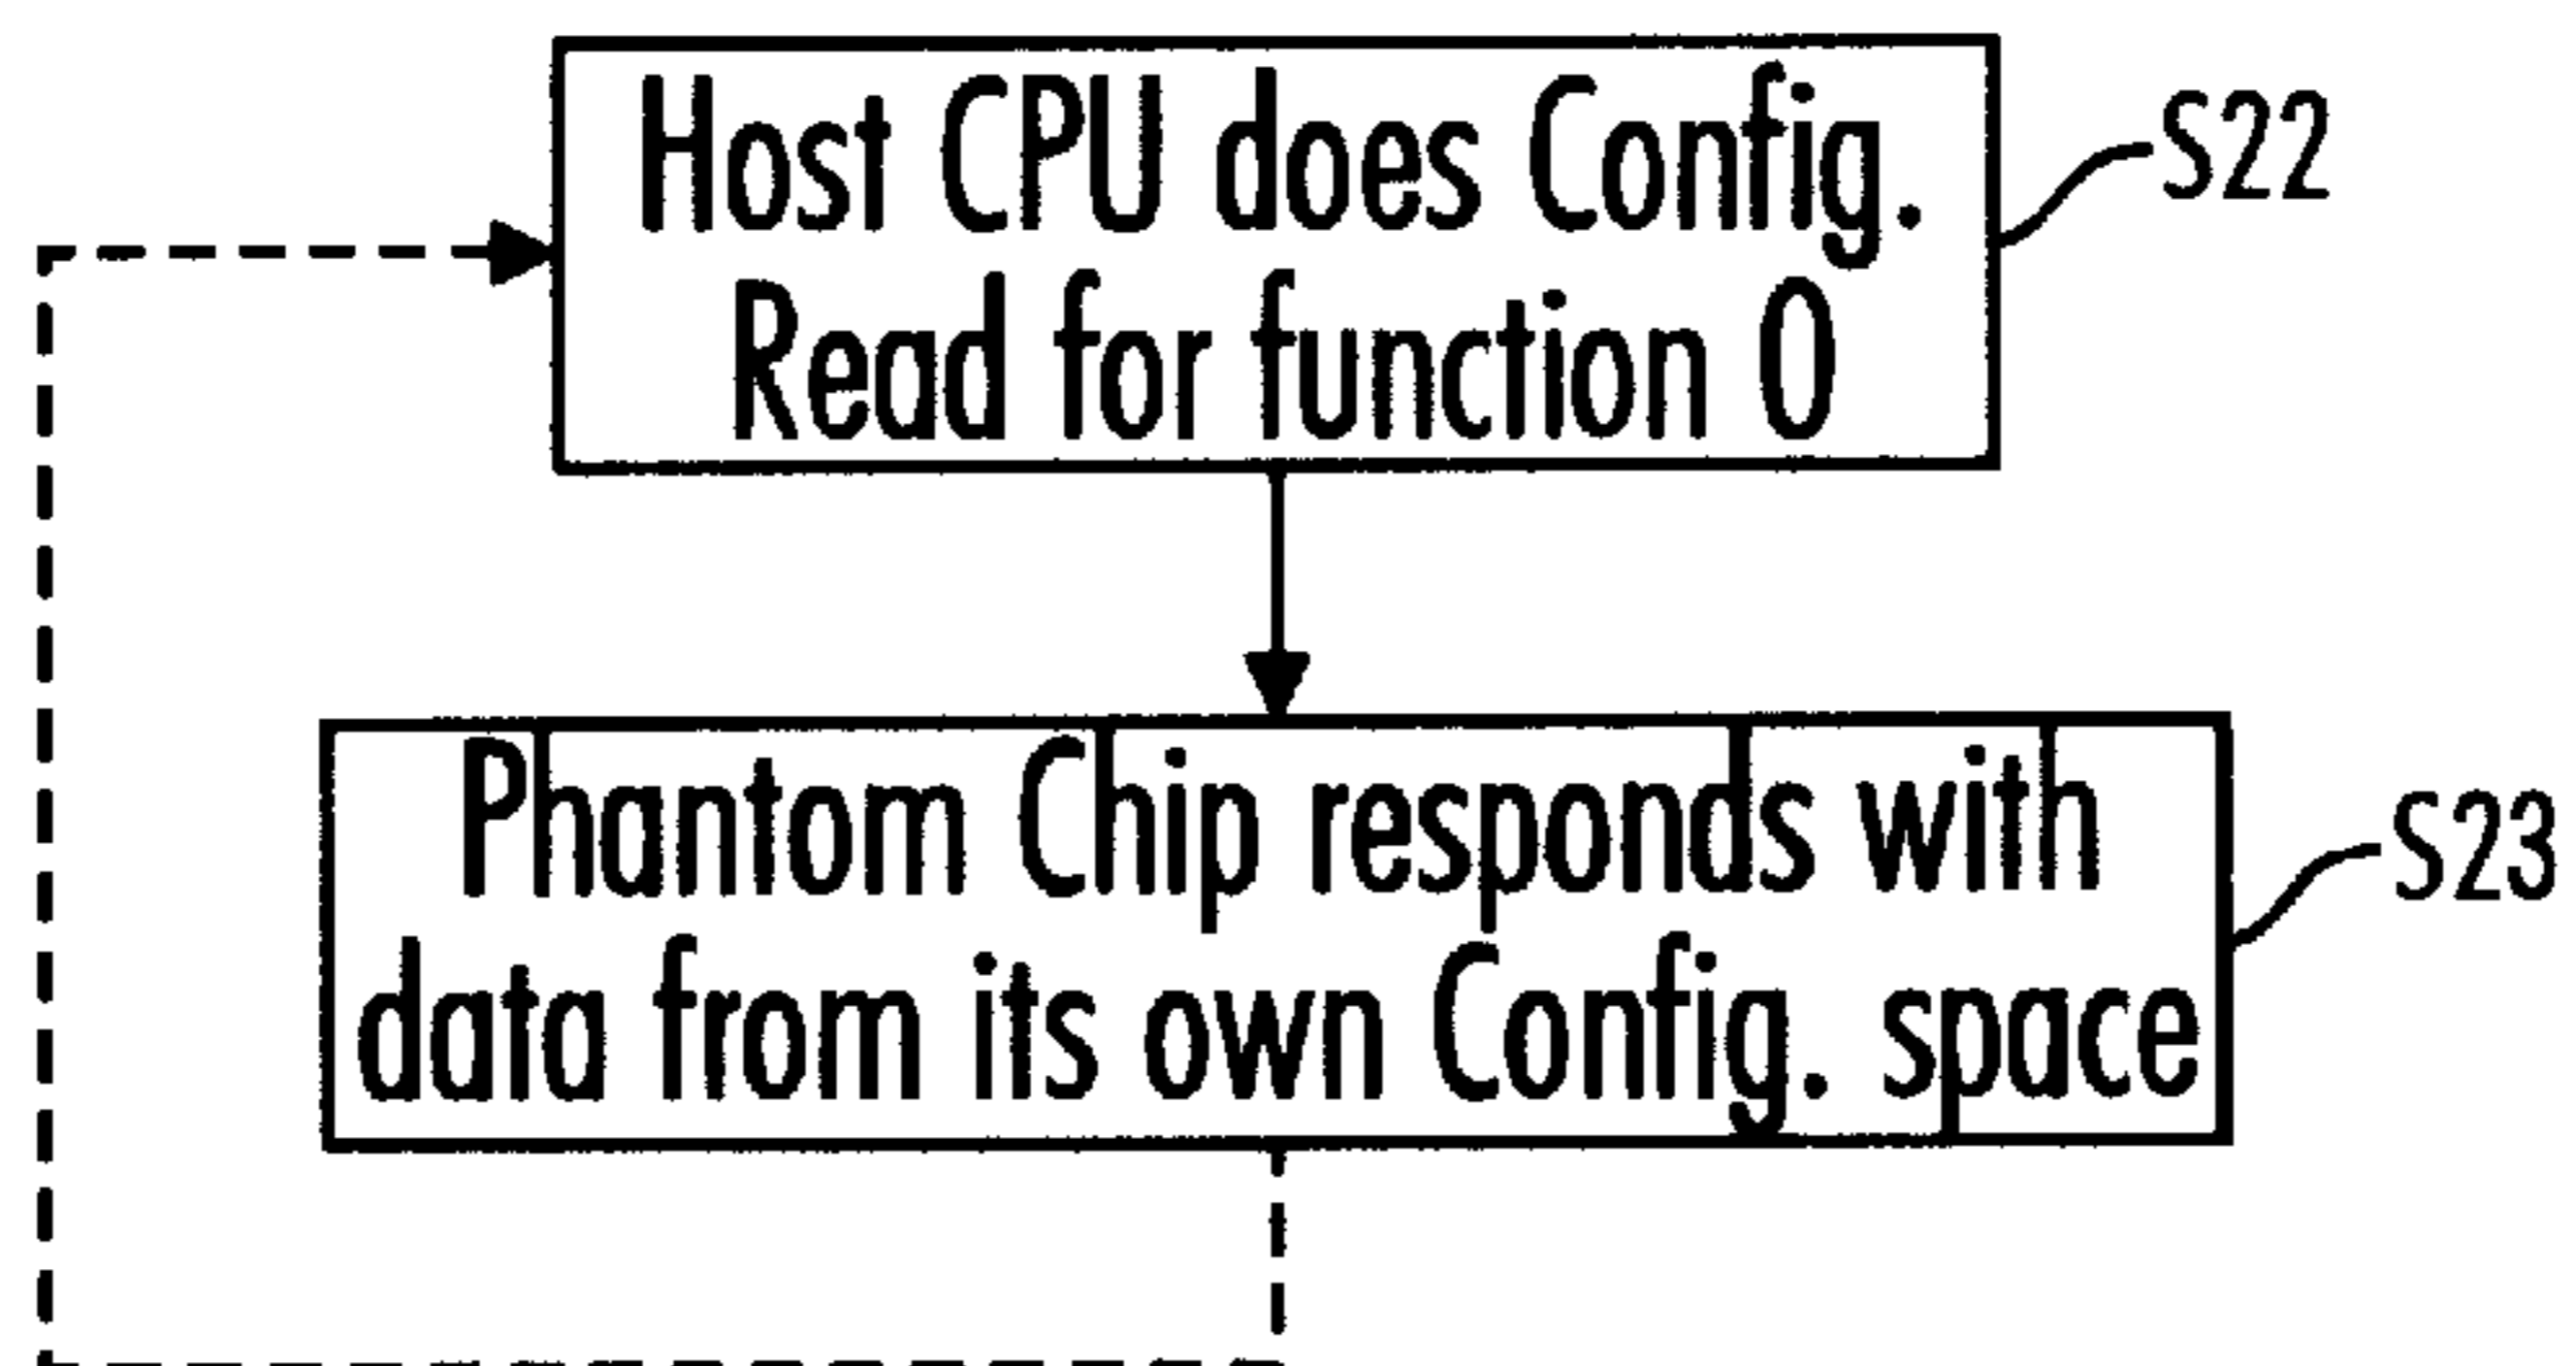 Host CPU does Config.
Read for function 0
S22
Phantom Chip responds with
data from its own Config. space
S23